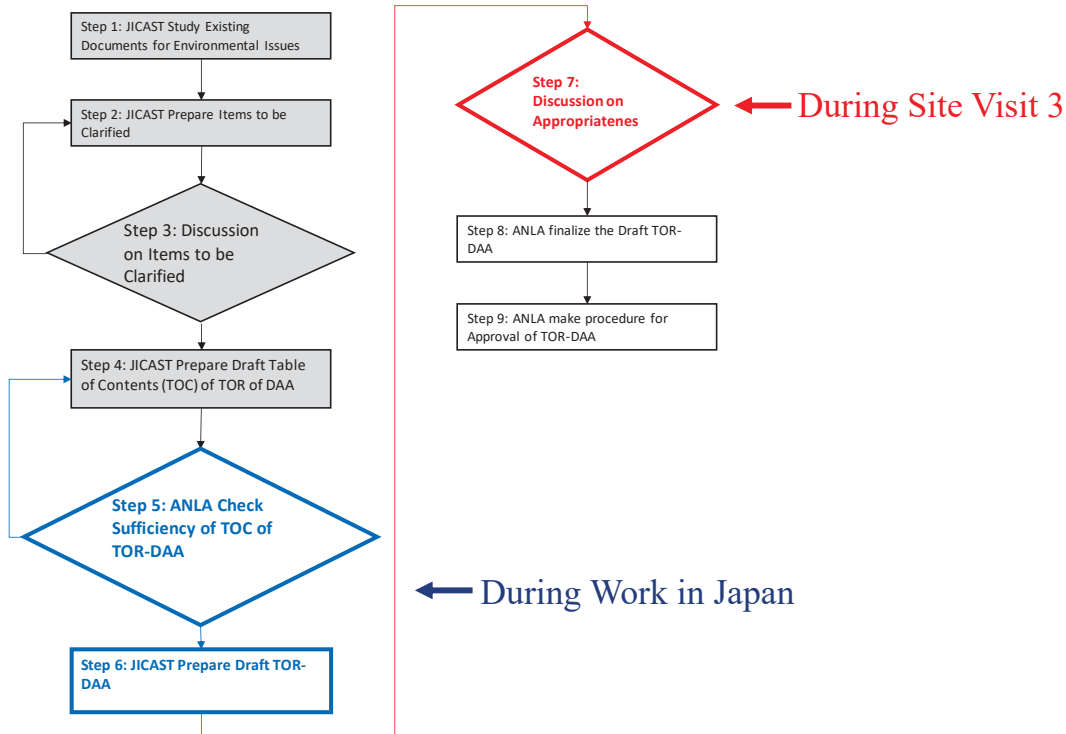 Step 1: JICAST Study Existing
Documents for Environmental Issues
Step 2: JICAST Prepare Items to be
Clarified
Step 3: Discussion
on Items to be
Clarified
Step 4: JICAST Prepare Draft Table
of Contents (TOC) of TOR of DAA
Step 5: ANLA Check
Sufficiency of TOC of
TOR-DAA
Step 6: JICAST Prepare Draft TOR-
DAA
During Work in Japan
Step 7:
Discussion on
Appropriatenes
During Site Visit 3
Step 8: ANLA finalize the Draft TOR-
DAA
Step 9: ANLA make procedure for
Approval of TOR-DAA